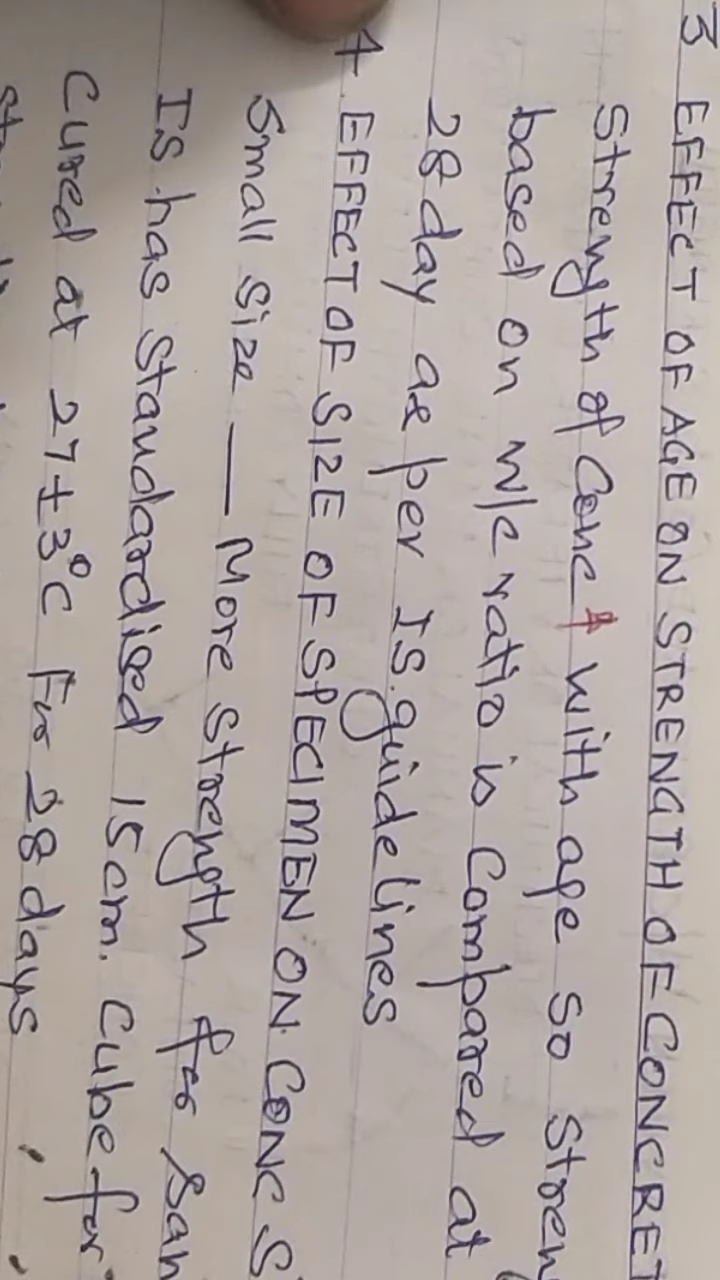 3 EFFECT OF AGE ON STRENGTH OF CONCRET
Strength of Conc ↑ with age so stren
based on w/c ratio is compared at
28 day as per IS guidelines
4 EFFECT OF SIZE OF SPECIMEN ON CONC S
Small size — More strength for San
IS has standardised 15cm. cube for
Cured at 27±3°C For 28 days